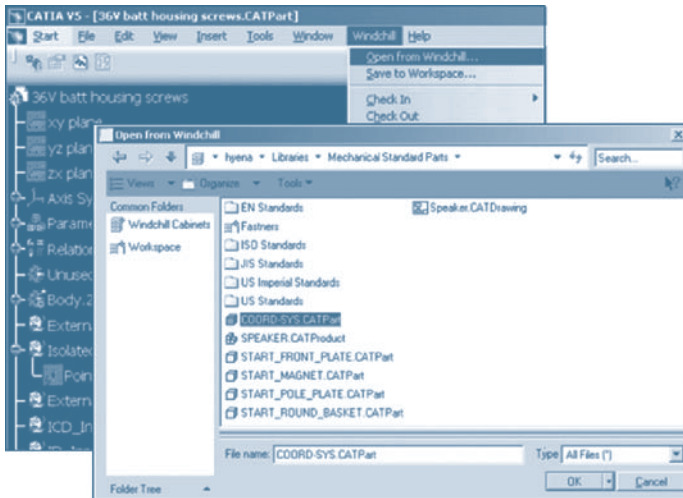 CATIA V5 - [36V batt housing screws.CATPart]
Start File Edit View Insert Tools Window Windchill Help
Open from Windchill...
Save to Workspace...
Check In
Check Out
36V batt housing screws
xy plane
yz plan
zx plan
Axis Sy
Parame
Relation
Unused
Body.2
Extern
Isolated
Poin
Extern
ICD_In
Open from Windchill
hyena Libraries Mechanical Standard Parts
Search...
Views Organize Tools
Common Folders
Windchill Cabinets
Workspace
EN Standards
Fastners
ISO Standards
JIS Standards
US Imperial Standards
US Standards
COORD-SYS.CATPart
SPEAKER.CATProduct
START_FRONT_PLATE.CATPart
START_MAGNET.CATPart
START_POLE_PLATE.CATPart
START_ROUND_BASKET.CATPart
Speaker.CATDrawing
File name: COORD-SYS.CATPart
Type All Files (*)
OK Cancel
Folder Tree